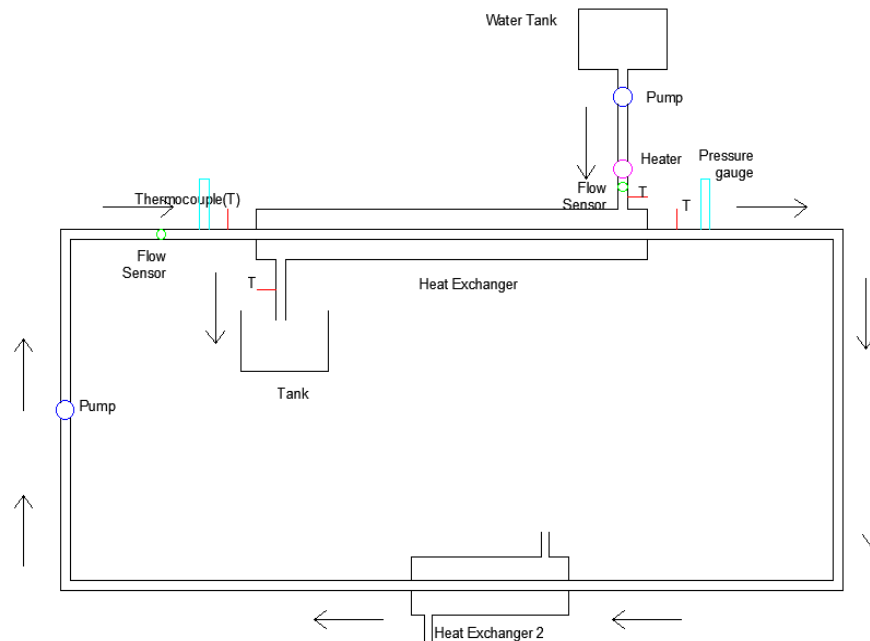 Water Tank
Pump
Heater
Pressure
gauge
Flow
Sensor
T
T
Thermocouple(T)
Flow
Sensor
T
Heat Exchanger
Tank
Pump
Heat Exchanger 2